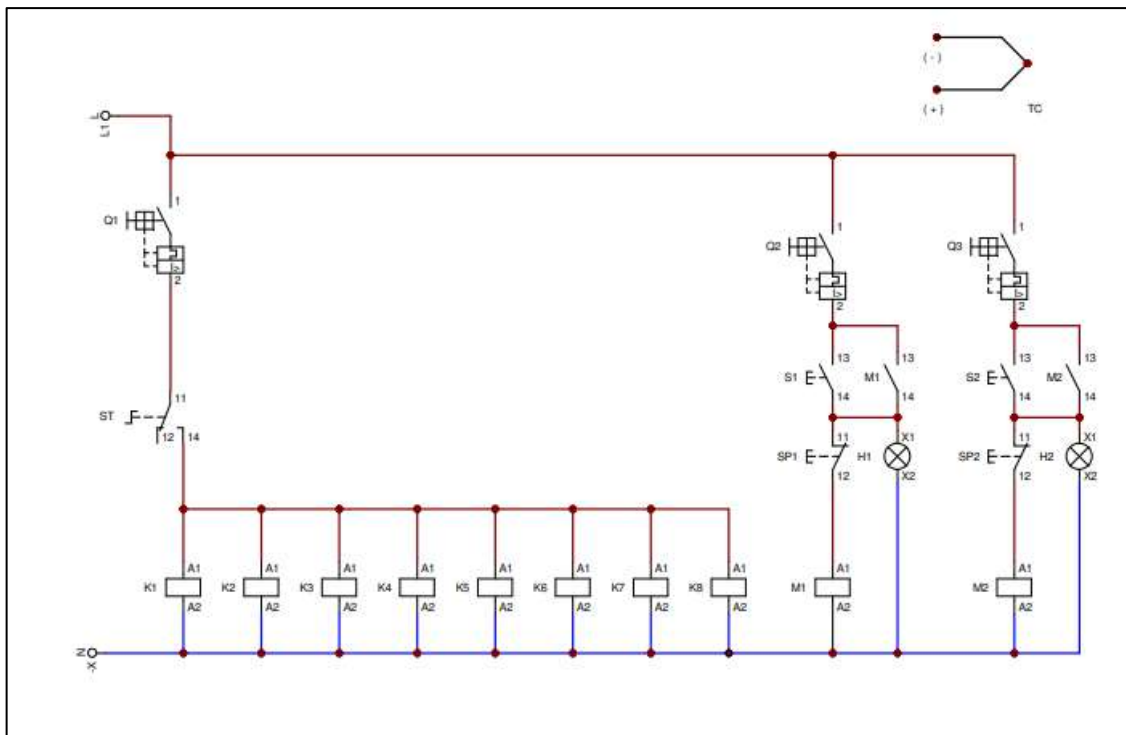 (-)
(+)
TC
L
L1
1
Q1
2
1
Q2
2
1
Q3
2
13
S1
14
13
M1
14
13
S2
14
13
M2
14
11
ST
12
14
11
SP1
12
X1
H1
X2
11
SP2
12
X1
H2
X2
A1
K1
A2
A1
K2
A2
A1
K3
A2
A1
K4
A2
A1
K5
A2
A1
K6
A2
A1
K7
A2
A1
K8
A2
A1
M1
A2
A1
M2
A2
N
-X